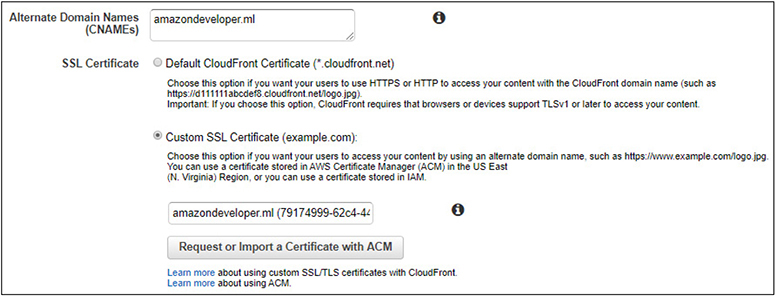 Alternate Domain Names
(CNAMEs)
amazondeveloper.ml
SSL Certificate
Default CloudFront Certificate (*.cloudfront.net)
Choose this option if you want your users to use HTTPS or HTTP to access your content with the CloudFront domain name (such as
https://d111111abcdef8.cloudfront.net/logo.jpg).
Important: If you choose this option, CloudFront requires that browsers or devices support TLSv1 or later to access your content.
Custom SSL Certificate (example.com):
Choose this option if you want your users to access your content by using an alternate domain name, such as https://www.example.com/logo.jpg.
You can use a certificate stored in AWS Certificate Manager (ACM) in the US East
(N. Virginia) Region, or you can use a certificate stored in IAM.
amazondeveloper.ml (79174999-62c4-44
Request or Import a Certificate with ACM
Learn more about using custom SSL/TLS certificates with CloudFront.
Learn more about using ACM.